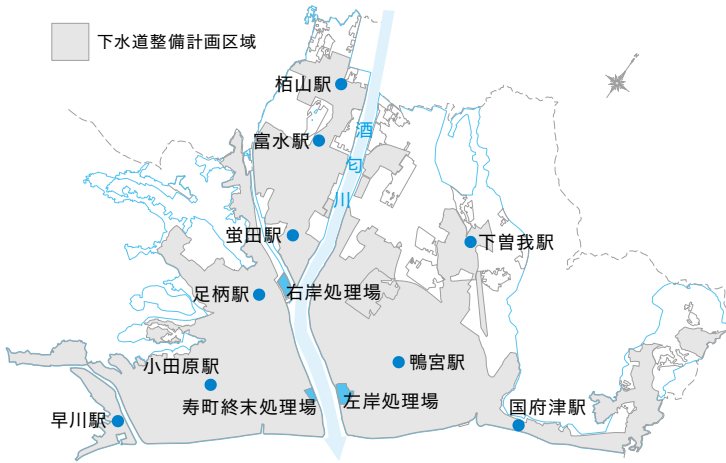 下水道整備計画区域
栢山駅
富水駅
酒匂川
蛍田駅
下曽我駅
足柄駅
右岸処理場
小田原駅
鴨宮駅
寿町終末処理場
左岸処理場
早川駅
国府津駅